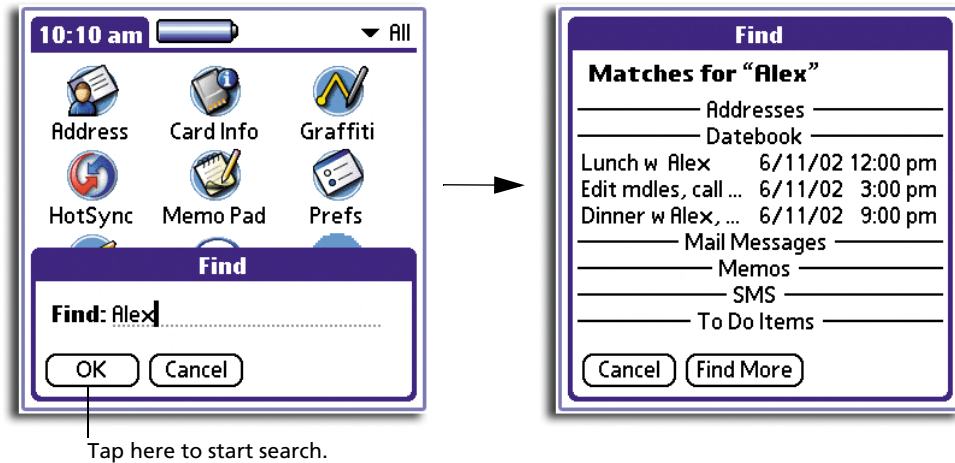 10:10 am All
Address Card Info Graffiti
HotSync Memo Pad Prefs
Find
Find: Alex
OK Cancel
Tap here to start search.
Find
Matches for “Alex”
Addresses
Datebook
Lunch w Alex 6/11/02 12:00 pm
Edit mdles, call ... 6/11/02 3:00 pm
Dinner w Alex, ... 6/11/02 9:00 pm
Mail Messages
Memos
SMS
To Do Items
Cancel Find More